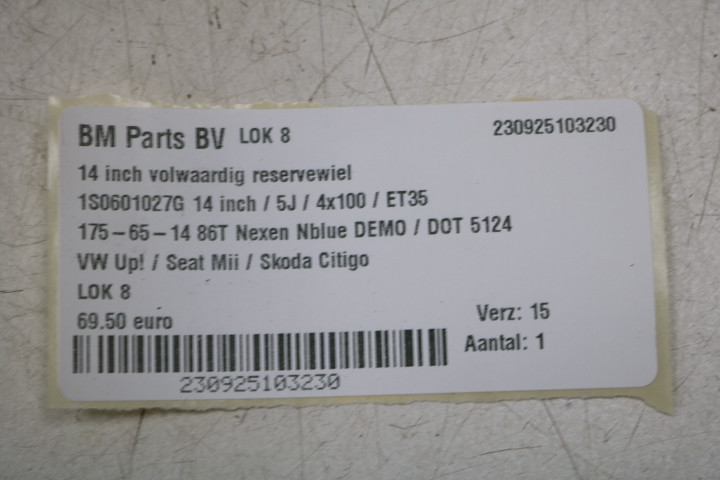 BM Parts BV LOK 8 230925103230
14 inch volwaardig reservewiel
1S0601027G 14 inch / 5J / 4x100 / ET35
175-65-14 86T Nexen Nblue DEMO / DOT 5124
VW Up! / Seat Mii / Skoda Citigo
LOK 8
69.50 euro Verz: 15
Aantal: 1
230925103230